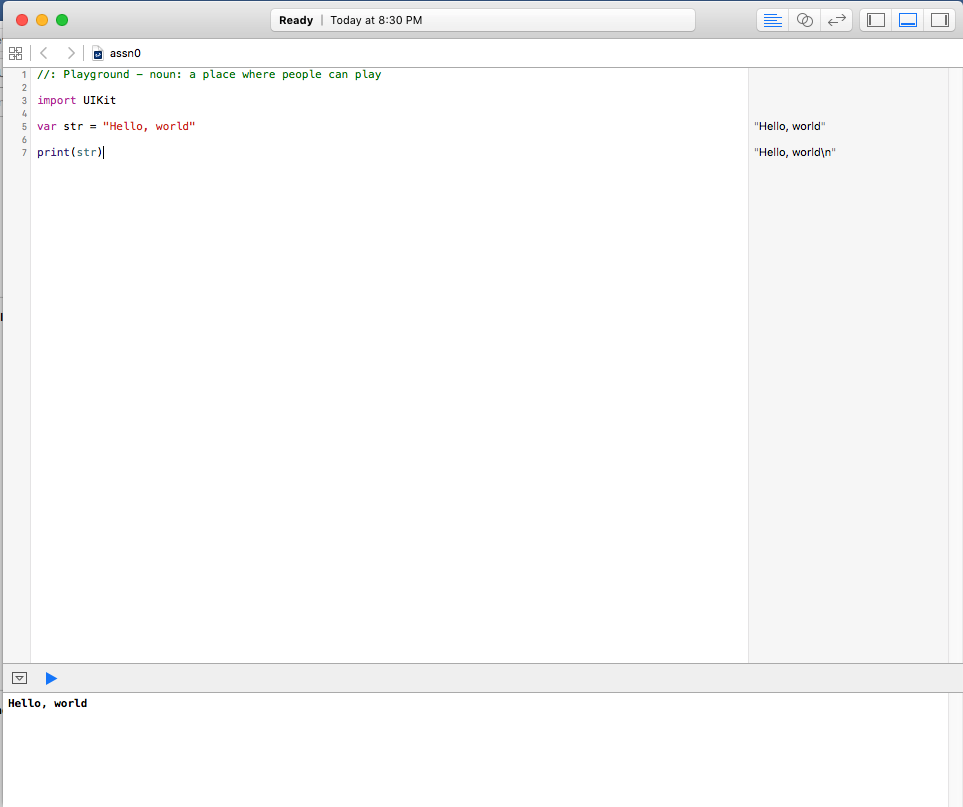 Ready | Today at 8:30 PM
assn0
1 //: Playground – noun: a place where people can play
2
3 import UIKit
4
5 var str = "Hello, world" "Hello, world"
6
7 print(str) "Hello, world\n"
Hello, world